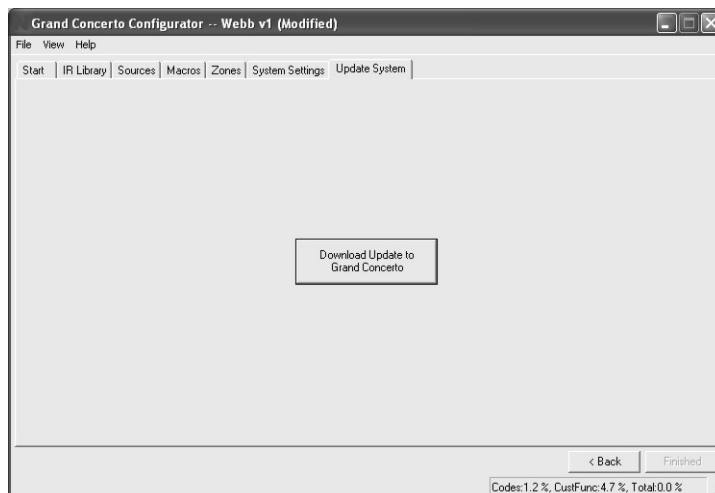 Grand Concerto Configurator -- Webb v1 (Modified)
File View Help
Start IR Library Sources Macros Zones System Settings Update System
Download Update to
Grand Concerto
< Back Finished
Codes:1.2 %, CustFunc:4.7 %, Total:0.0 %